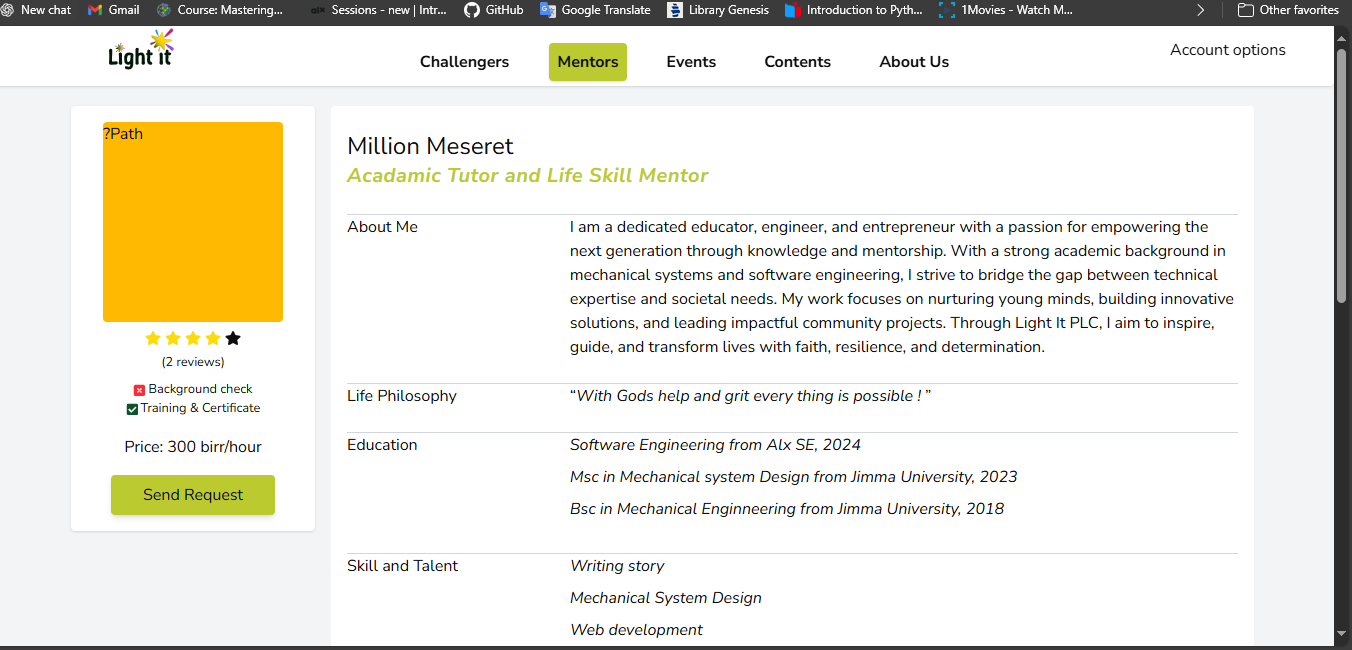 New chat
Gmail
Course: Mastering...
alx Sessions - new | Intr...
GitHub
Google Translate
Library Genesis
Introduction to Pyth...
1Movies - Watch M...
Other favorites
Light it
Challengers
Mentors
Events
Contents
About Us
Account options
?Path
(2 reviews)
Background check
Training & Certificate
Price: 300 birr/hour
Send Request
Million Meseret
Acadamic Tutor and Life Skill Mentor
About Me
I am a dedicated educator, engineer, and entrepreneur with a passion for empowering the
next generation through knowledge and mentorship. With a strong academic background in
mechanical systems and software engineering, I strive to bridge the gap between technical
expertise and societal needs. My work focuses on nurturing young minds, building innovative
solutions, and leading impactful community projects. Through Light It PLC, I aim to inspire,
guide, and transform lives with faith, resilience, and determination.
Life Philosophy
“With Gods help and grit every thing is possible ! ”
Education
Software Engineering from Alx SE, 2024
Msc in Mechanical system Design from Jimma University, 2023
Bsc in Mechanical Enginneering from Jimma University, 2018
Skill and Talent
Writing story
Mechanical System Design
Web development